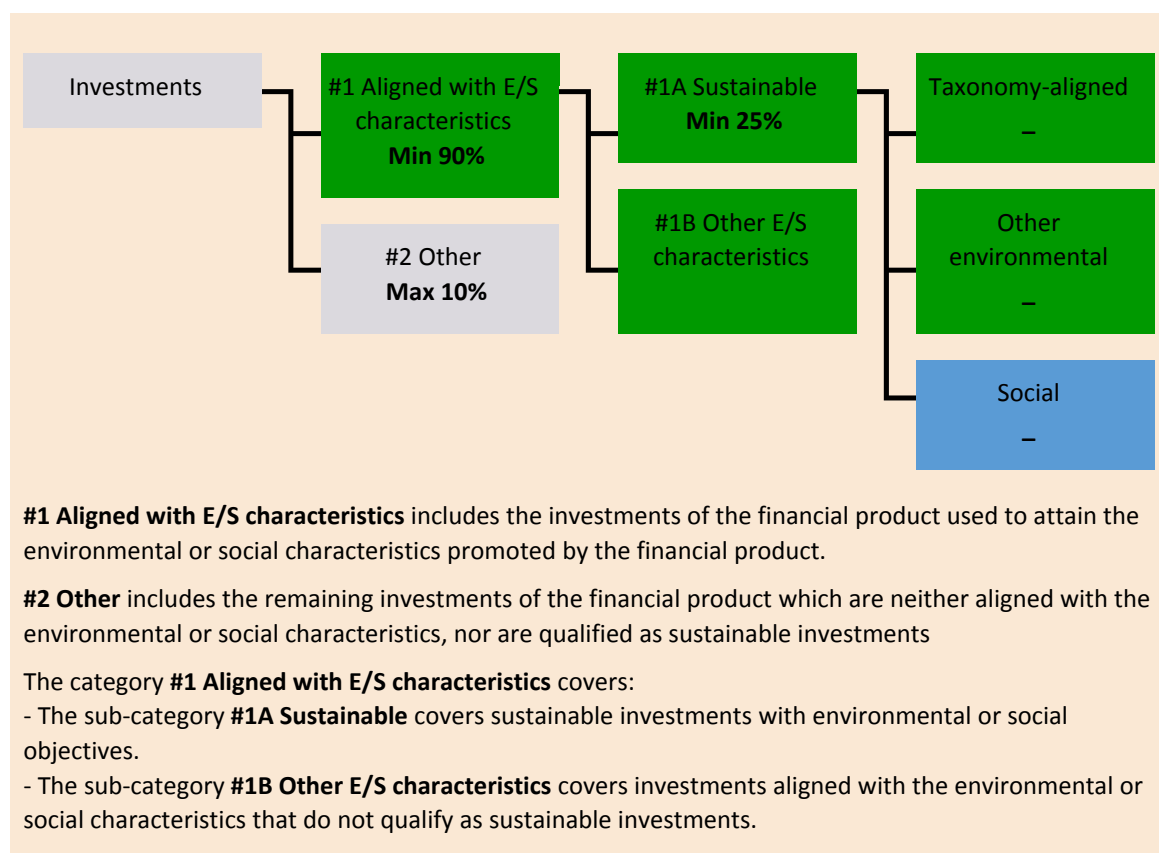 Investments
#1 Aligned with E/S
characteristics
Min 90%
#2 Other
Max 10%
#1A Sustainable
Min 25%
#1B Other E/S
characteristics
Taxonomy-aligned
–
Other
environmental
–
Social
–
#1 Aligned with E/S characteristics includes the investments of the financial product used to attain the
environmental or social characteristics promoted by the financial product.
#2 Other includes the remaining investments of the financial product which are neither aligned with the
environmental or social characteristics, nor are qualified as sustainable investments
The category #1 Aligned with E/S characteristics covers:
- The sub-category #1A Sustainable covers sustainable investments with environmental or social
objectives.
- The sub-category #1B Other E/S characteristics covers investments aligned with the environmental or
social characteristics that do not qualify as sustainable investments.